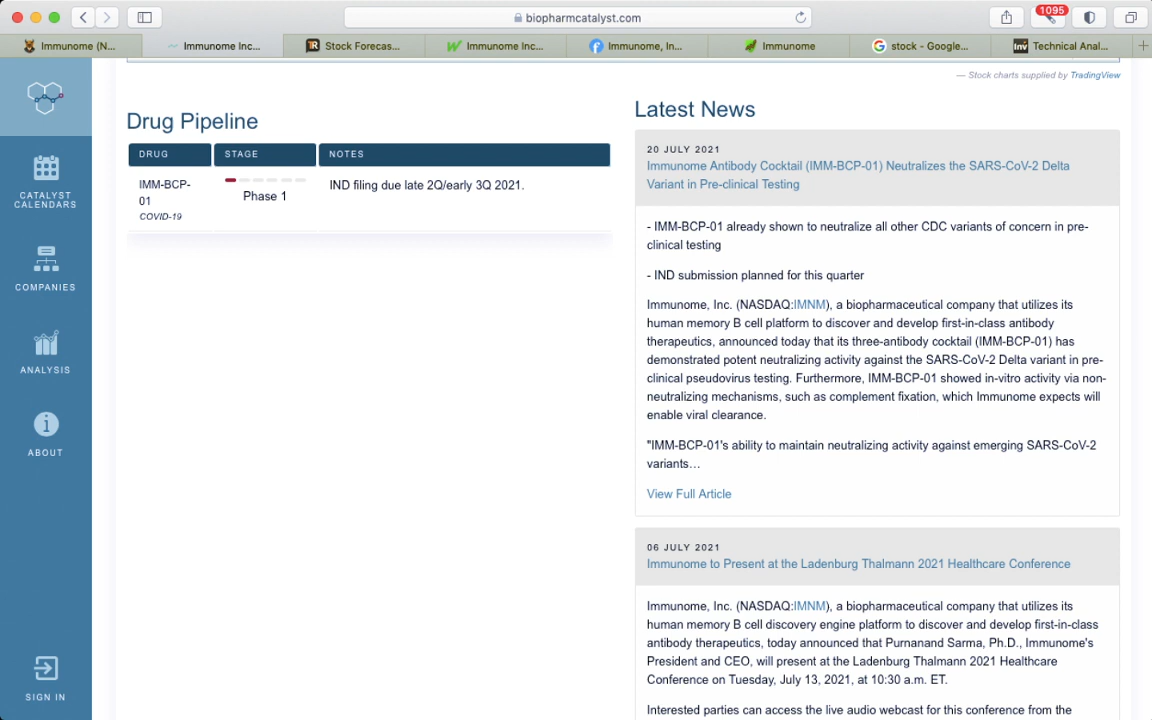 biopharmcatalyst.com
1095
Immunome (N...
Immunome Inc...
Stock Forecas...
Immunome Inc...
Immunome, In...
Immunome
stock - Google...
Technical Anal...
— Stock charts supplied by TradingView
CATALYST
CALENDARS
COMPANIES
ANALYSIS
ABOUT
SIGN IN
Drug Pipeline
DRUG STAGE NOTES
IMM-BCP-
01
COVID-19
Phase 1
IND filing due late 2Q/early 3Q 2021.
Latest News
20 JULY 2021
Immunome Antibody Cocktail (IMM-BCP-01) Neutralizes the SARS-CoV-2 Delta
Variant in Pre-clinical Testing
- IMM-BCP-01 already shown to neutralize all other CDC variants of concern in pre-
clinical testing
- IND submission planned for this quarter
Immunome, Inc. (NASDAQ:IMNM), a biopharmaceutical company that utilizes its
human memory B cell platform to discover and develop first-in-class antibody
therapeutics, announced today that its three-antibody cocktail (IMM-BCP-01) has
demonstrated potent neutralizing activity against the SARS-CoV-2 Delta variant in pre-
clinical pseudovirus testing. Furthermore, IMM-BCP-01 showed in-vitro activity via non-
neutralizing mechanisms, such as complement fixation, which Immunome expects will
enable viral clearance.
"IMM-BCP-01's ability to maintain neutralizing activity against emerging SARS-CoV-2
variants…
View Full Article
06 JULY 2021
Immunome to Present at the Ladenburg Thalmann 2021 Healthcare Conference
Immunome, Inc. (NASDAQ:IMNM), a biopharmaceutical company that utilizes its
human memory B cell discovery engine platform to discover and develop first-in-class
antibody therapeutics, today announced that Purnanand Sarma, Ph.D., Immunome's
President and CEO, will present at the Ladenburg Thalmann 2021 Healthcare
Conference on Tuesday, July 13, 2021, at 10:30 a.m. ET.
Interested parties can access the live audio webcast for this conference from the